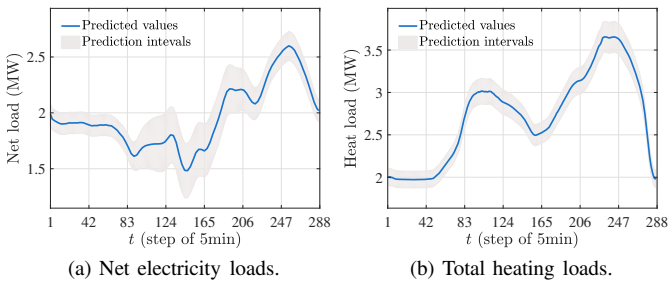 Predicted values
Prediction intevals
2.5
2
1.5
Net load (MW)
1 42 83 124 165 206 247 288
t (step of 5min)
(a) Net electricity loads.
Predicted values
Prediction intervals
3.5
3
2.5
2
Heat load (MW)
1 42 83 124 165 206 247 288
t (step of 5min)
(b) Total heating loads.